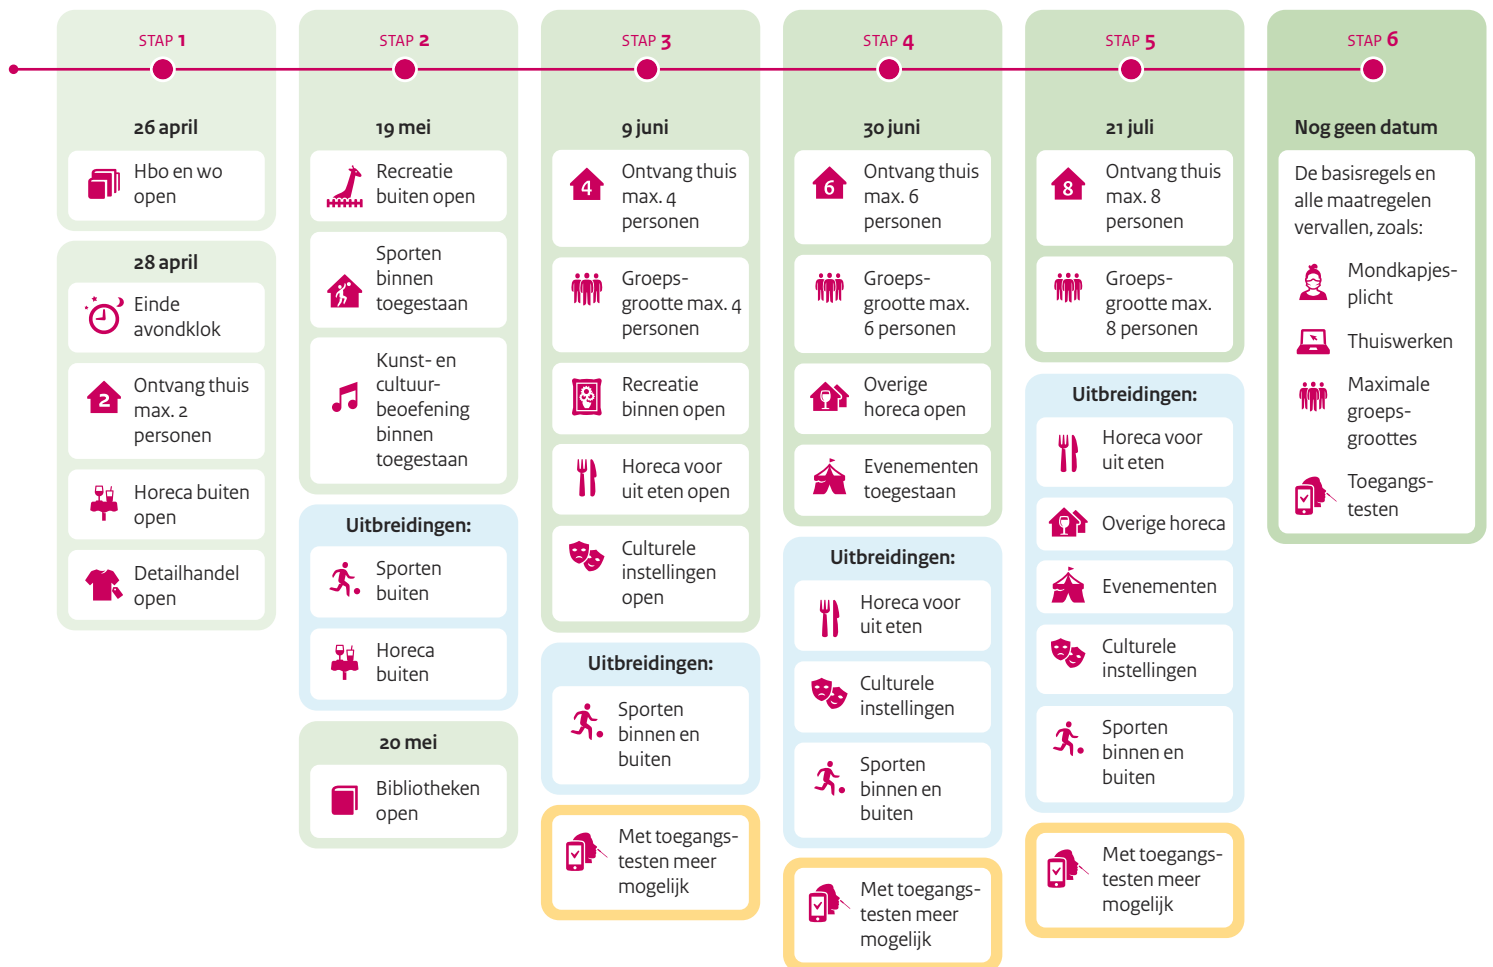 STAP 1
26 april
Hbo en wo
open
28 april
Einde
avondklok
2
Ontvang thuis
max. 2
personen
Horeca buiten
open
Detailhandel
open
STAP 2
19 mei
Recreatie
buiten open
Sporten
binnen
toegestaan
Kunst- en
cultuur-
beoefening
binnen
toegestaan
Uitbreidingen:
Sporten
buiten
Horeca
buiten
20 mei
Bibliotheken
open
STAP 3
9 juni
4
Ontvang thuis
max. 4
personen
Groeps-
grootte max. 4
personen
Recreatie
binnen open
Horeca voor
uit eten open
Culturele
instellingen
open
Uitbreidingen:
Sporten
binnen en
buiten
Met toegangs-
testen meer
mogelijk
STAP 4
30 juni
6
Ontvang thuis
max. 6
personen
Groeps-
grootte max.
6 personen
Overige
horeca open
Evenementen
toegestaan
Uitbreidingen:
Horeca voor
uit eten
Culturele
instellingen
Sporten
binnen en
buiten
Met toegangs-
testen meer
mogelijk
STAP 5
21 juli
8
Ontvang thuis
max. 8
personen
Groeps-
grootte max.
8 personen
Uitbreidingen:
Horeca voor
uit eten
Overige horeca
Evenementen
Culturele
instellingen
Sporten
binnen en
buiten
Met toegangs-
testen meer
mogelijk
STAP 6
Nog geen datum
De basisregels en
alle maatregelen
vervallen, zoals:
Mondkapjes-
plicht
Thuiswerken
Maximale
groeps-
groottes
Toegangs-
testen